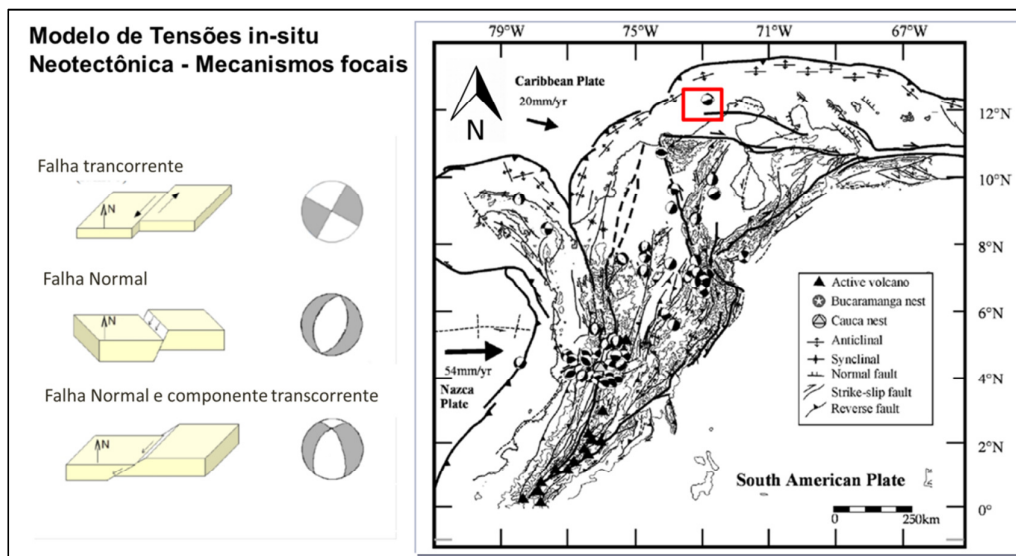 Modelo de Tensões in-situ
Neotectônica - Mecanismos focais
Falha trancorrente
N
Falha Normal
N
Falha Normal e componente transcorrente
N
79°W
75°W
71°W
67°W
N
Caribbean Plate
20mm/yr
12°N
10°N
8°N
6°N
4°N
2°N
0°
54mm/yr
Nazca
Plate
Active volcano
Bucaramanga nest
Cauca nest
Anticlinal
Synclinal
Normal fault
Strike-slip fault
Reverse fault
South American Plate
0
250km